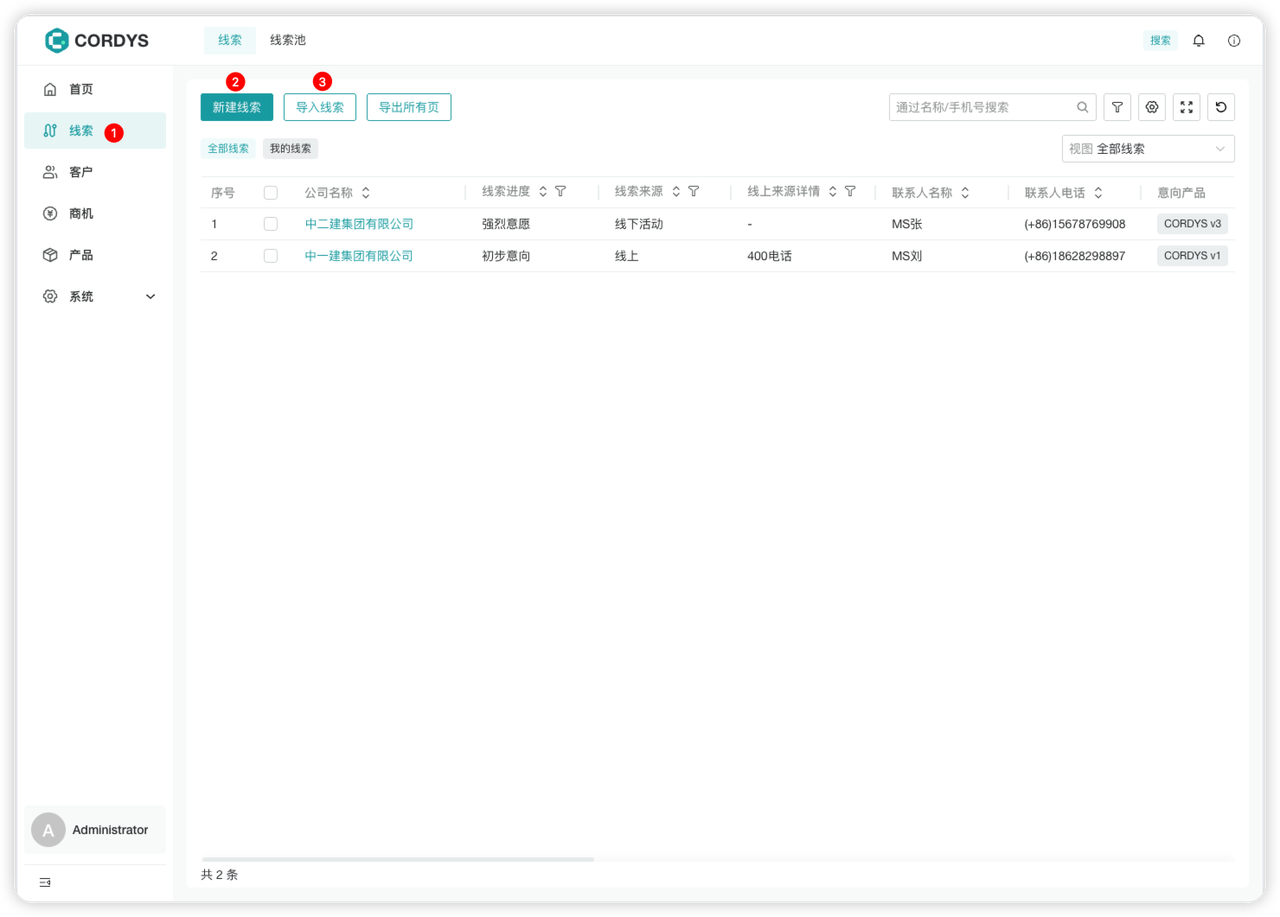 CORDYS
线索 线索池
搜索
首页
线索 1
客户
商机
产品
系统
2 3
新建线索 导入线索 导出所有页
通过名称/手机号搜索
全部线索 我的线索
视图 全部线索
序号 公司名称 线索进度 线索来源 线上来源详情 联系人名称 联系人电话 意向产品
1 中二建集团有限公司 强烈意愿 线下活动 - MS张 (+86)15678769908 CORDYS v3
2 中一建集团有限公司 初步意向 线上 400电话 MS刘 (+86)18628298897 CORDYS v1
A Administrator
共 2 条